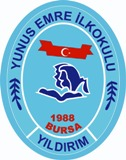 YUNUS EMRE İLKOKULU
1988
BURSA
YILDIRIM